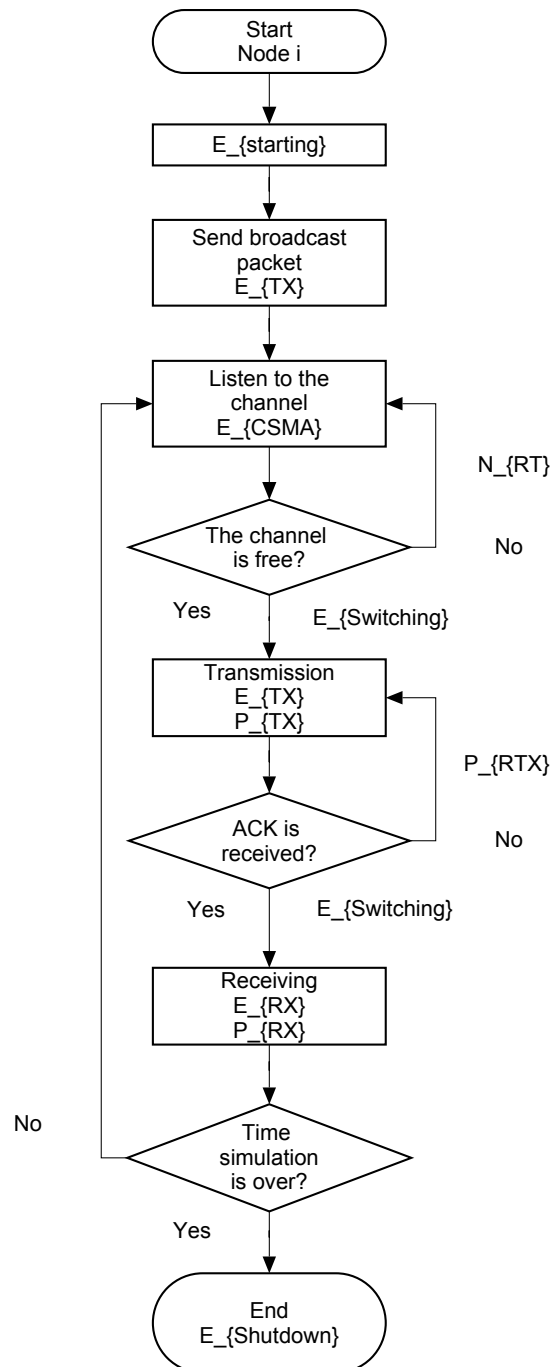 Start
Node i
E_{starting}
Send broadcast
packet
E_{TX}
Listen to the
channel
E_{CSMA}
N_{RT}
The channel
is free?
No
Yes
E_{Switching}
Transmission
E_{TX}
P_{TX}
P_{RTX}
ACK is
received?
No
Yes
E_{Switching}
Receiving
E_{RX}
P_{RX}
No
Time
simulation
is over?
Yes
End
E_{Shutdown}